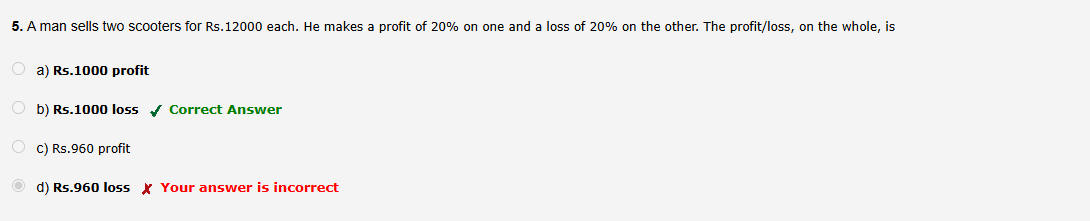 5. A man sells two scooters for Rs.12000 each. He makes a profit of 20% on one and a loss of 20% on the other. The profit/loss, on the whole, is
a) Rs.1000 profit
b) Rs.1000 loss ✓ Correct Answer
c) Rs.960 profit
d) Rs.960 loss ✗ Your answer is incorrect